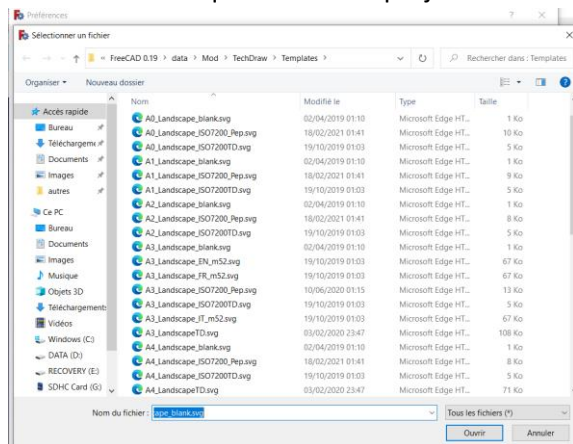 Préférences
Sélectionner un fichier
« FreeCAD 0.19 > data > Mod > TechDraw > Templates >
Rechercher dans : Templates
Organiser
Nouveau dossier
Nom Modifié le Type Taille
Accès rapide
Bureau
Téléchargeme
Documents
Images
autres
Ce PC
Bureau
Documents
Images
Musique
Objets 3D
Téléchargements
Vidéos
Windows (C:)
DATA (D:)
RECOVERY (E:)
SDHC Card (G:)
A0_Landscape_blank.svg 02/04/2019 01:10 Microsoft Edge HT... 1 Ko
A0_Landscape_ISO7200_Pep.svg 18/02/2021 01:41 Microsoft Edge HT... 10 Ko
A0_Landscape_ISO7200TD.svg 19/10/2019 01:03 Microsoft Edge HT... 5 Ko
A1_Landscape_blank.svg 02/04/2019 01:10 Microsoft Edge HT... 1 Ko
A1_Landscape_ISO7200_Pep.svg 18/02/2021 01:41 Microsoft Edge HT... 9 Ko
A1_Landscape_ISO7200TD.svg 19/10/2019 01:03 Microsoft Edge HT... 5 Ko
A2_Landscape_blank.svg 02/04/2019 01:10 Microsoft Edge HT... 1 Ko
A2_Landscape_ISO7200_Pep.svg 18/02/2021 01:41 Microsoft Edge HT... 8 Ko
A2_Landscape_ISO7200TD.svg 19/10/2019 01:03 Microsoft Edge HT... 5 Ko
A3_Landscape_blank.svg 02/04/2019 01:10 Microsoft Edge HT... 1 Ko
A3_Landscape_EN_m52.svg 19/10/2019 01:03 Microsoft Edge HT... 67 Ko
A3_Landscape_FR_m52.svg 19/10/2019 01:03 Microsoft Edge HT... 67 Ko
A3_Landscape_ISO7200_Pep.svg 10/06/2020 01:15 Microsoft Edge HT... 13 Ko
A3_Landscape_ISO7200TD.svg 19/10/2019 01:03 Microsoft Edge HT... 5 Ko
A3_Landscape_IT_m52.svg 19/10/2019 01:03 Microsoft Edge HT... 67 Ko
A3_LandscapeTD.svg 03/02/2020 23:47 Microsoft Edge HT... 108 Ko
A4_Landscape_blank.svg 02/04/2019 01:10 Microsoft Edge HT... 1 Ko
A4_Landscape_ISO7200_Pep.svg 18/02/2021 01:41 Microsoft Edge HT... 8 Ko
A4_Landscape_ISO7200TD.svg 19/10/2019 01:03 Microsoft Edge HT... 5 Ko
A4_LandscapeTD.svg 03/02/2020 23:47 Microsoft Edge HT... 71 Ko
Nom du fichier : ape_blank.svg Tous les fichiers (*)
Ouvrir Annuler